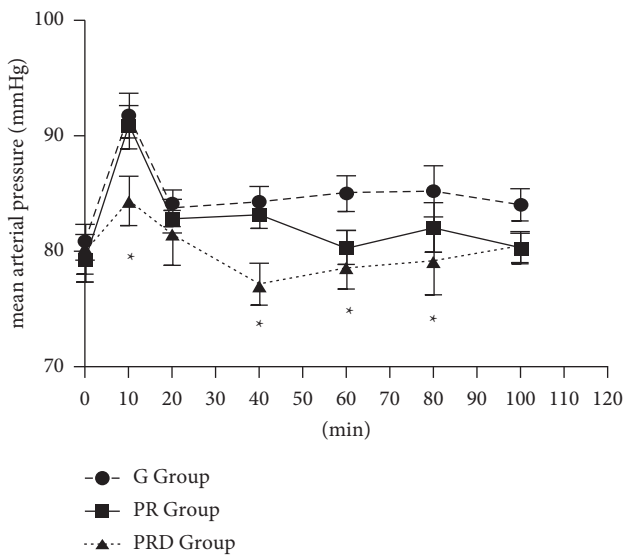 mean arterial pressure (mmHg)
100
90
80
70
*
*
*
*
0 10 20 30 40 50 60 70 80 90 100 110 120
(min)
G Group
PR Group
PRD Group